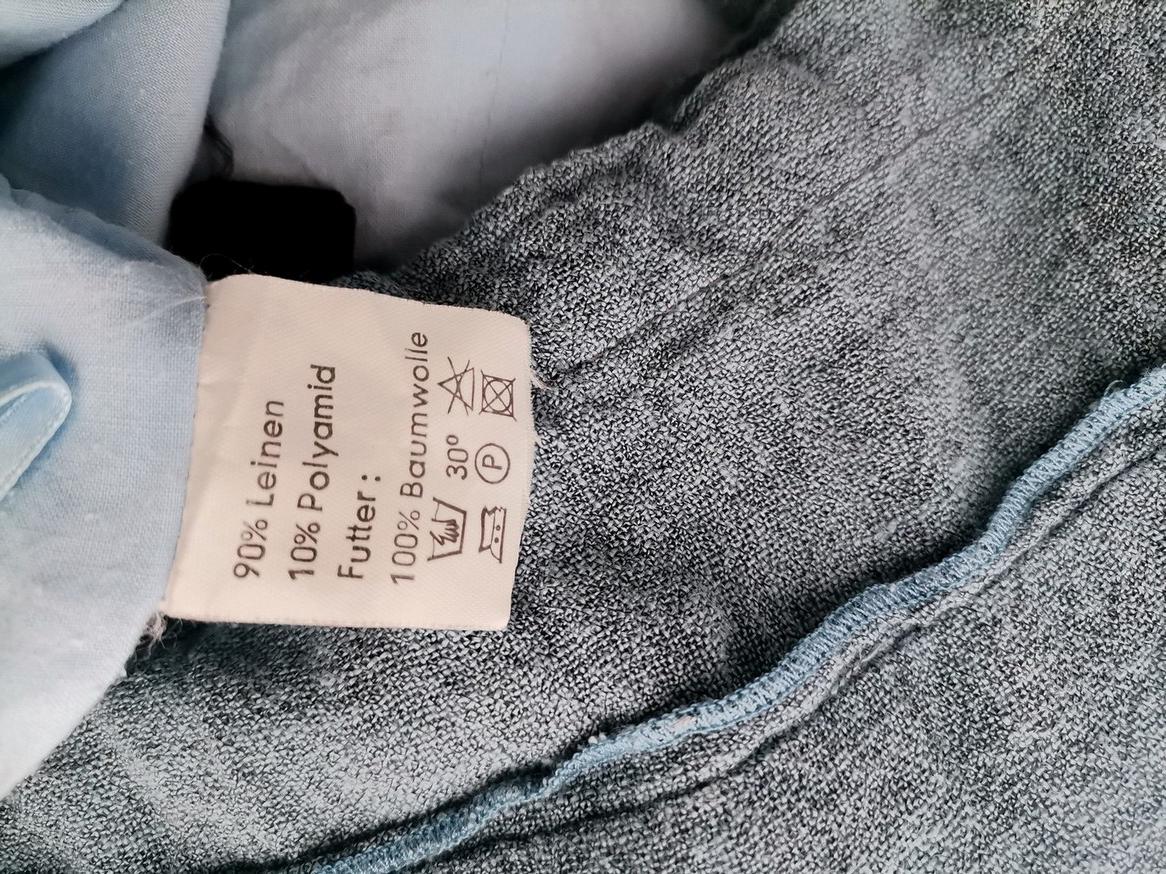 90% Leinen
10% Polyamid
Futter:
100% Baumwolle
30°
P